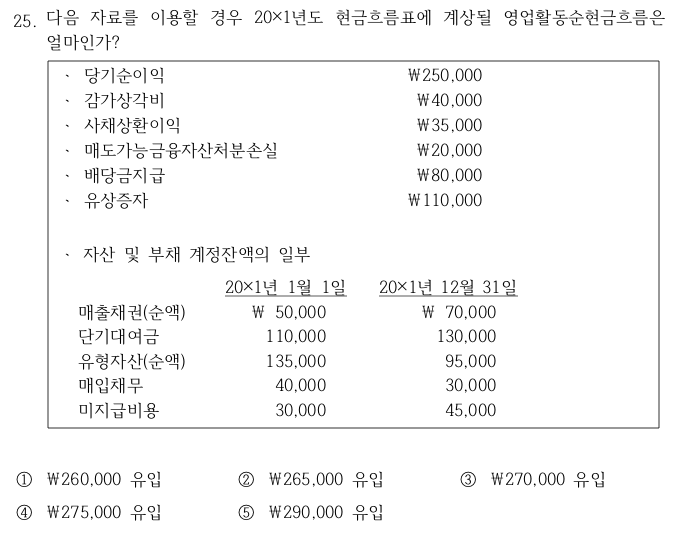 25. 다음 자료를 이용할 경우 20×1년도 현금흐름표에 계상될 영업활동순현금흐름은
얼마인가?
、 당기순이익 ₩250,000
、 감가상각비 ₩40,000
、 사채상환이익 ₩35,000
、 매도가능금융자산처분손실 ₩20,000
、 배당금지급 ₩80,000
、 유상증자 ₩110,000
、 자산 및 부채 계정잔액의 일부
20×1년 1월 1일 20×1년 12월 31일
매출채권(순액) ₩ 50,000 ₩ 70,000
단기대여금 110,000 130,000
유형자산(순액) 135,000 95,000
매입채무 40,000 30,000
미지급비용 30,000 45,000
① ₩260,000 유입 ② ₩265,000 유입 ③ ₩270,000 유입
④ ₩275,000 유입 ⑤ ₩290,000 유입